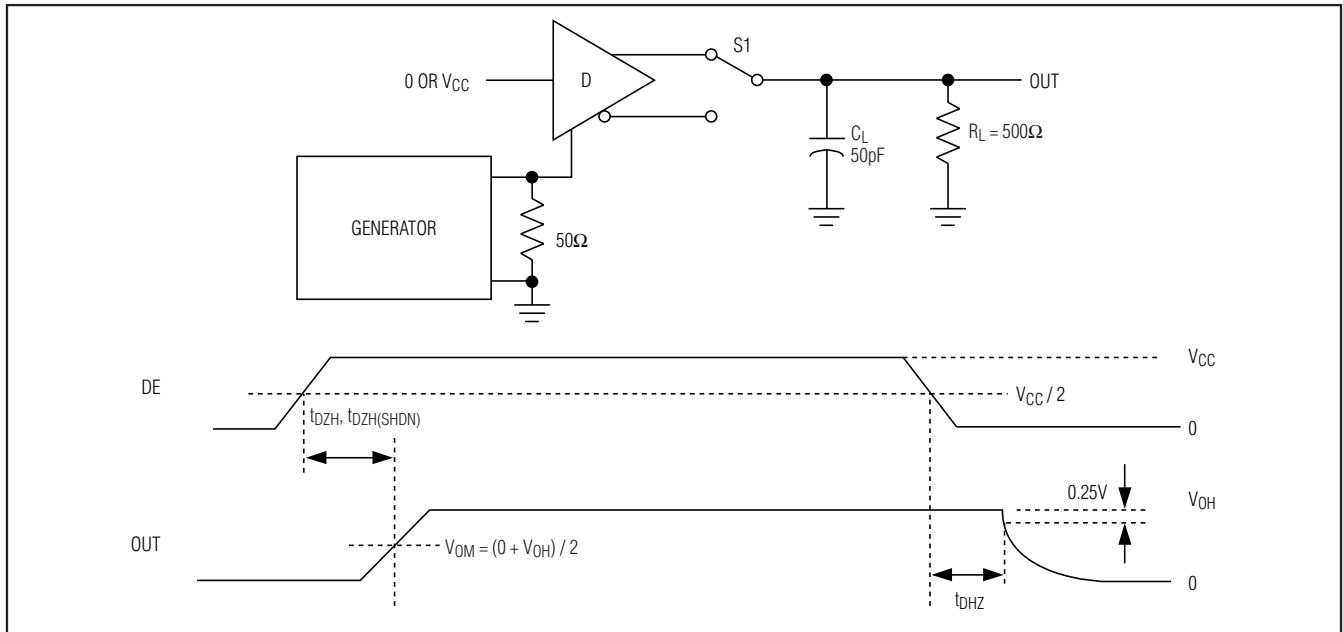 S1
0 OR VCC
D
OUT
CL
50pF
RL = 500Ω
GENERATOR
50Ω
VCC
DE
VCC / 2
tDZH, tDZH(SHDN)
0
0.25V
VOH
OUT
VOM = (0 + VOH) / 2
0
tDHZ